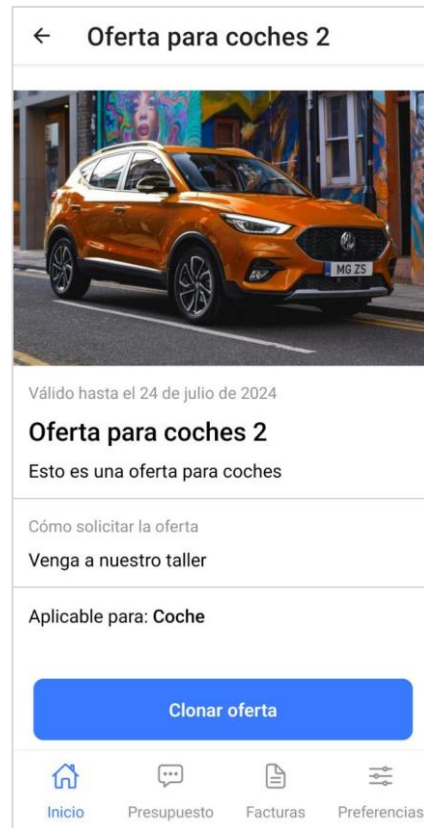 Oferta para coches 2
MG ZS
Válido hasta el 24 de julio de 2024
Oferta para coches 2
Esto es una oferta para coches
Cómo solicitar la oferta
Venga a nuestro taller
Aplicable para: Coche
Clonar oferta
Inicio
Presupuesto
Facturas
Preferencias